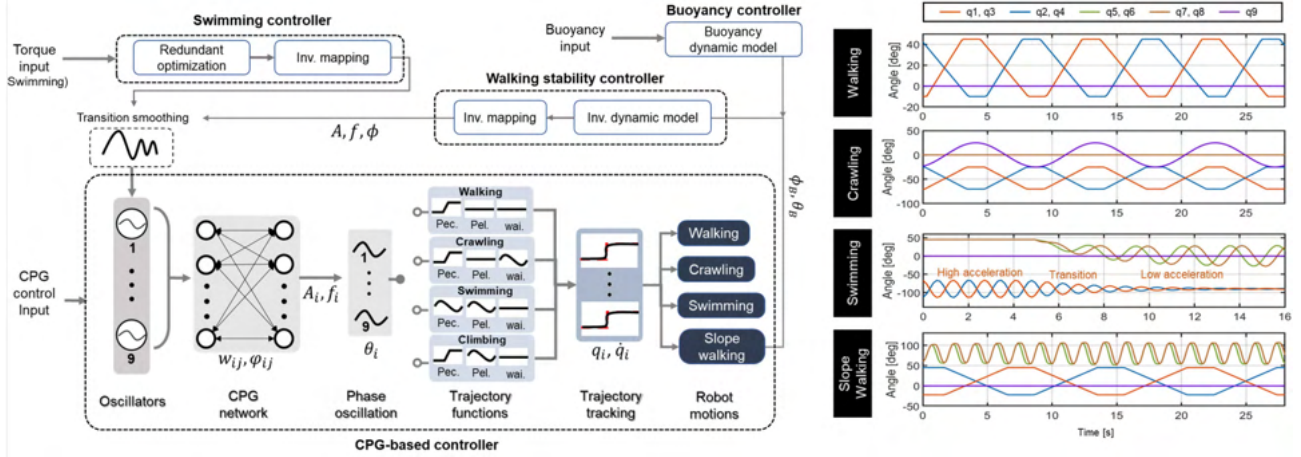 Swimming controller
Torque input
Swimming)
Redundant optimization
Inv. mapping
Buoyancy controller
Buoyancy input
Buoyancy dynamic model
Walking stability controller
Inv. mapping
Inv. dynamic model
Transition smoothing
A, f, ϕ
ϕB, θB
CPG control Input
1
9
Oscillators
wij, φij
CPG network
Ai, fi
1
9
θi
Phase oscillation
Walking
Pec. Pel. wai.
Crawling
Pec. Pel. wai.
Swimming
Pec. Pel. wai.
Climbing
Pec. Pel. wai.
Trajectory functions
qi, q̇i
Trajectory tracking
Walking
Crawling
Swimming
Slope walking
Robot motions
CPG-based controller
q1, q3 q2, q4 q5, q6 q7, q8 q9
Walking
Angle [deg]
40
20
0
-20
0 5 10 15 20 25
Crawling
Angle [deg]
50
0
-50
-100
0 5 10 15 20 25
Swimming
Angle [deg]
50
0
-50
-100
High acceleration Transition Low acceleration
0 2 4 6 8 10 12 14 16
Slope Walking
Angle [deg]
100
50
0
-50
0 5 10 15 20 25
Time [s]